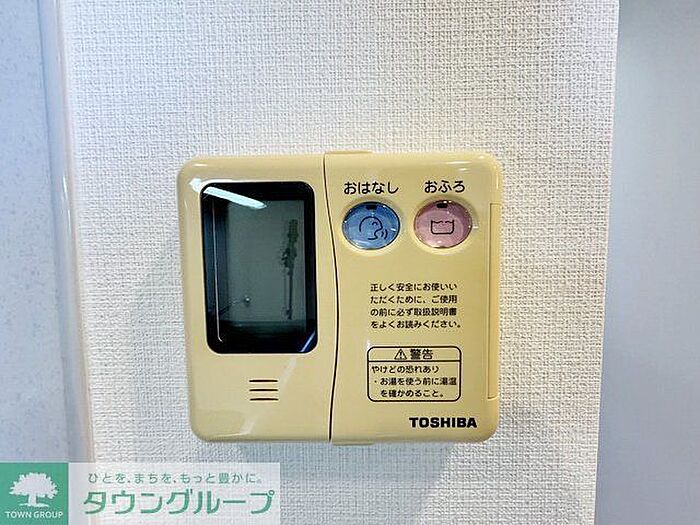 おはなし おふろ
正しく安全にお使いい
ただくために、ご使用
の前に必ず取扱説明書
をよくお読みください。
警告
やけどの恐れあり
・お湯を使う前に湯温
を確かめること。
TOSHIBA
ひとを、まちを、もっと豊かに。
タウングループ
TOWN GROUP